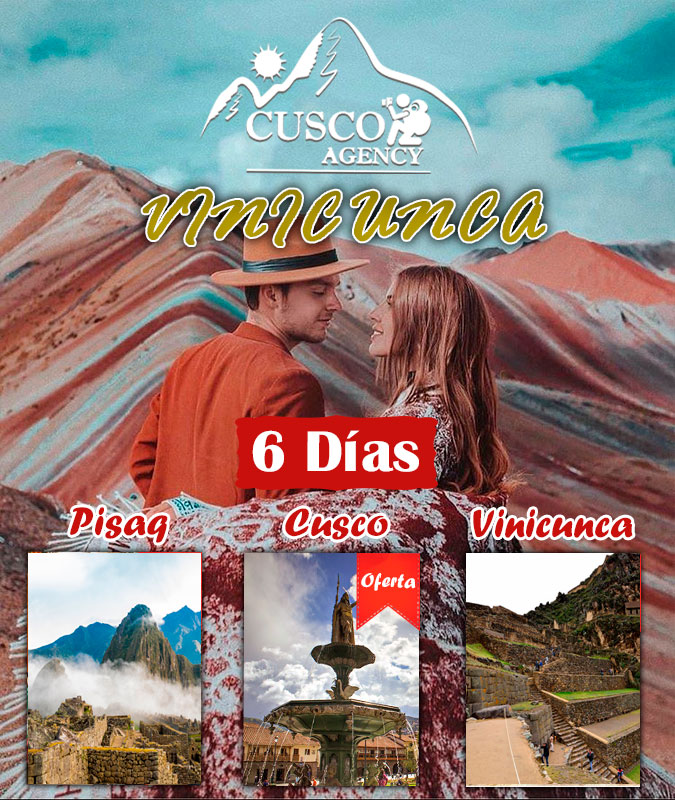 CUSCO
AGENCY
VINICUNCA
6 Días
Pisaq
Cusco
Vinicunca
Oferta